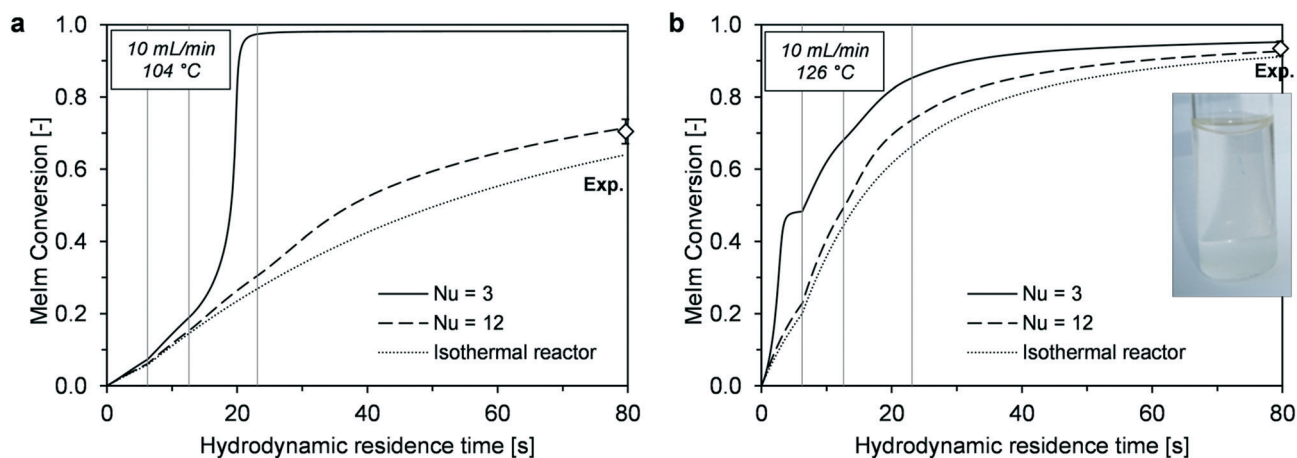 a
10 mL/min
104 °C
MeIm Conversion [-]
1.0
0.8
0.6
0.4
0.2
0.0
Exp.
Nu = 3
Nu = 12
Isothermal reactor
0 20 40 60 80
Hydrodynamic residence time [s]
b
10 mL/min
126 °C
MeIm Conversion [-]
1.0
0.8
0.6
0.4
0.2
0.0
Exp.
Nu = 3
Nu = 12
Isothermal reactor
0 20 40 60 80
Hydrodynamic residence time [s]